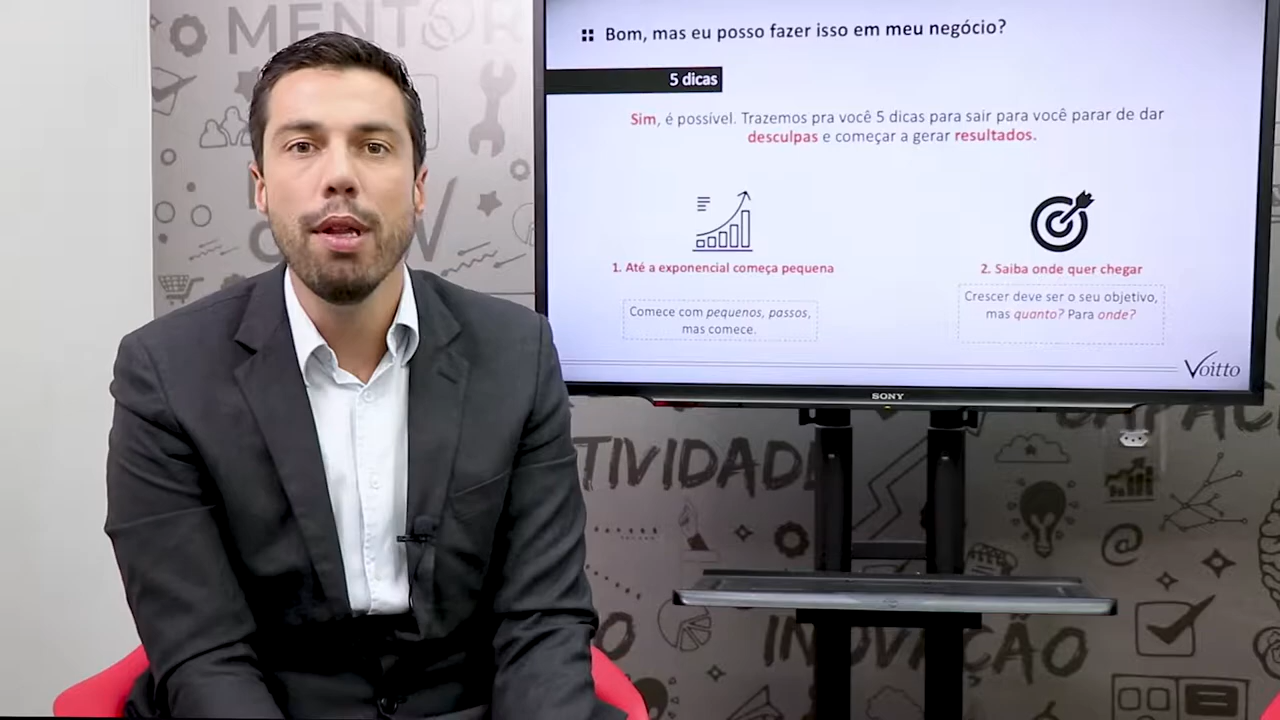 MENTOR
Bom, mas eu posso fazer isso em meu negócio?
5 dicas
Sim, é possível. Trazemos pra você 5 dicas para sair para você parar de dar
desculpas e começar a gerar resultados.
1. Até a exponencial começa pequena
Comece com pequenos, passos,
mas comece.
2. Saiba onde quer chegar
Crescer deve ser o seu objetivo,
mas quanto? Para onde?
Voitto
SONY
TIVIDADE
CAPAC
@
INOVAÇÃO